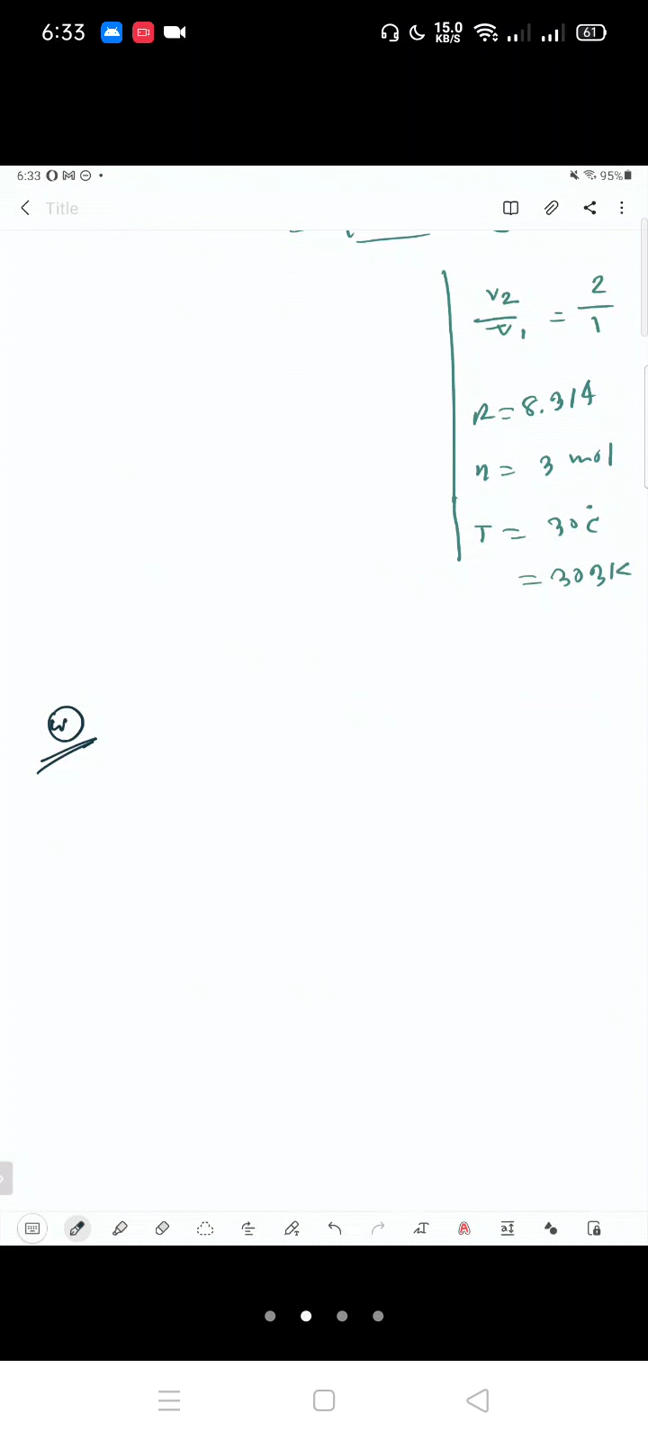 6:33 15.0 KB/S 61
6:33 95%
Title
V2/V1 = 2/1
R = 8.314
n = 3 mol
T = 30°C
= 303K